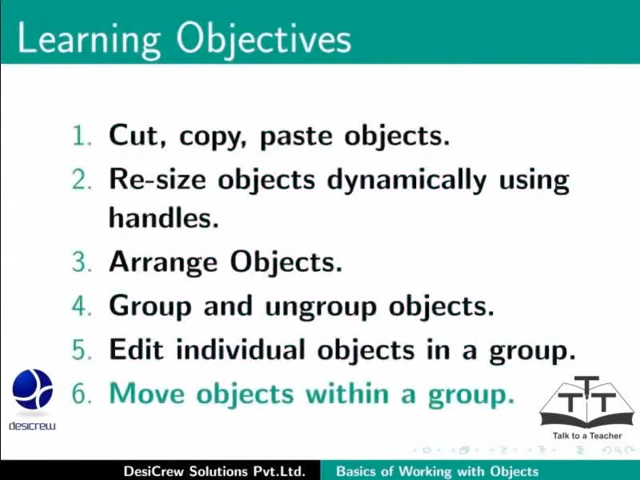 Learning Objectives
1. Cut, copy, paste objects.
2. Re-size objects dynamically using
handles.
3. Arrange Objects.
4. Group and ungroup objects.
5. Edit individual objects in a group.
6. Move objects within a group.
desicrew
TTT
Talk to a Teacher
DesiCrew Solutions Pvt.Ltd. Basics of Working with Objects